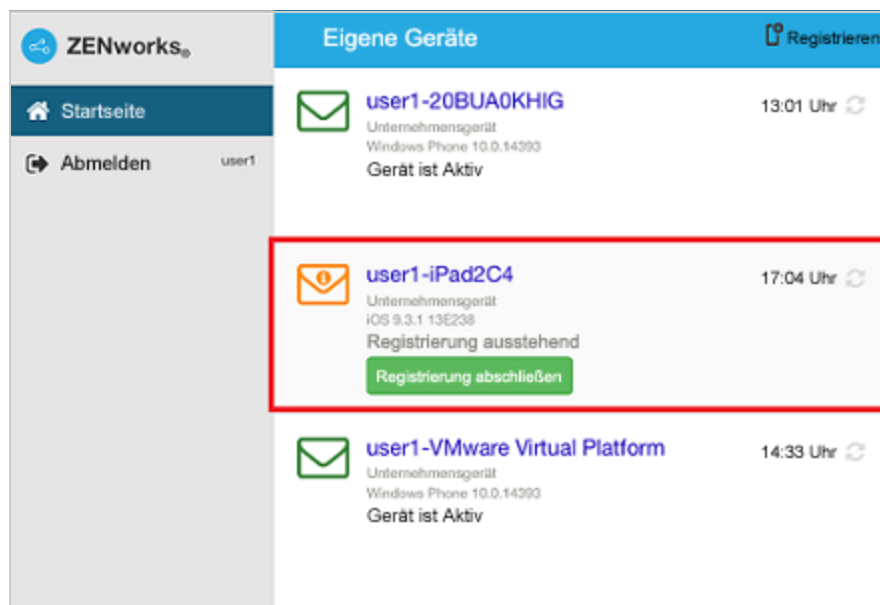 ZENworks®
Startseite
Abmelden user1
Eigene Geräte Registrieren
user1-20BUA0KHIG 13:01 Uhr
Unternehmensgerät
Windows Phone 10.0.14393
Gerät ist Aktiv
user1-iPad2C4 17:04 Uhr
Unternehmensgerät
iOS 9.3.1 13E238
Registrierung ausstehend
Registrierung abschließen
user1-VMware Virtual Platform 14:33 Uhr
Unternehmensgerät
Windows Phone 10.0.14393
Gerät ist Aktiv